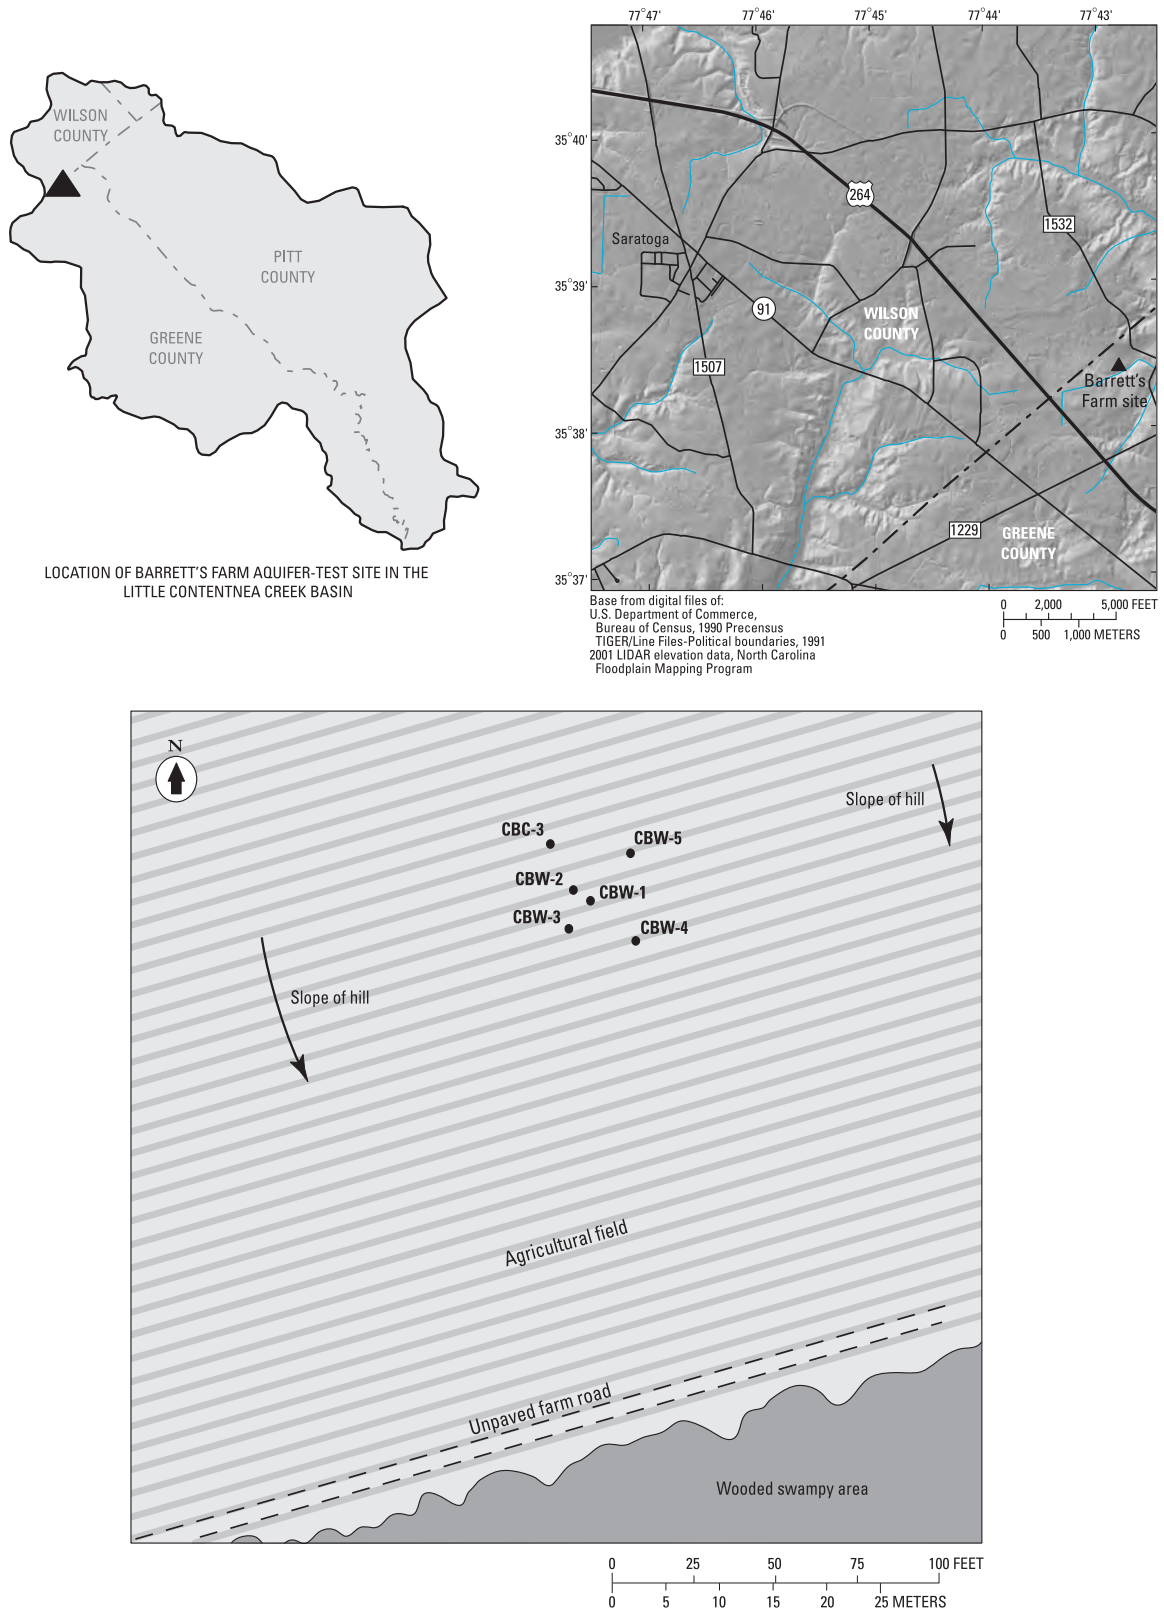 WILSON
COUNTY
PITT
COUNTY
GREENE
COUNTY
LOCATION OF BARRETT'S FARM AQUIFER-TEST SITE IN THE
LITTLE CONTENTNEA CREEK BASIN
77°47' 77°46' 77°45' 77°44' 77°43'
35°40'
35°39'
35°38'
35°37'
264
1532
Saratoga
91
WILSON
COUNTY
1507
Barrett's
Farm site
1229
GREENE
COUNTY
Base from digital files of:
U.S. Department of Commerce,
Bureau of Census, 1990 Precensus
TIGER/Line Files-Political boundaries, 1991
2001 LIDAR elevation data, North Carolina
Floodplain Mapping Program
0 2,000 5,000 FEET
0 500 1,000 METERS
N
Slope of hill
CBC-3
CBW-5
CBW-2
CBW-1
CBW-3
CBW-4
Slope of hill
Agricultural field
Unpaved farm road
Wooded swampy area
0 25 50 75 100 FEET
0 5 10 15 20 25 METERS